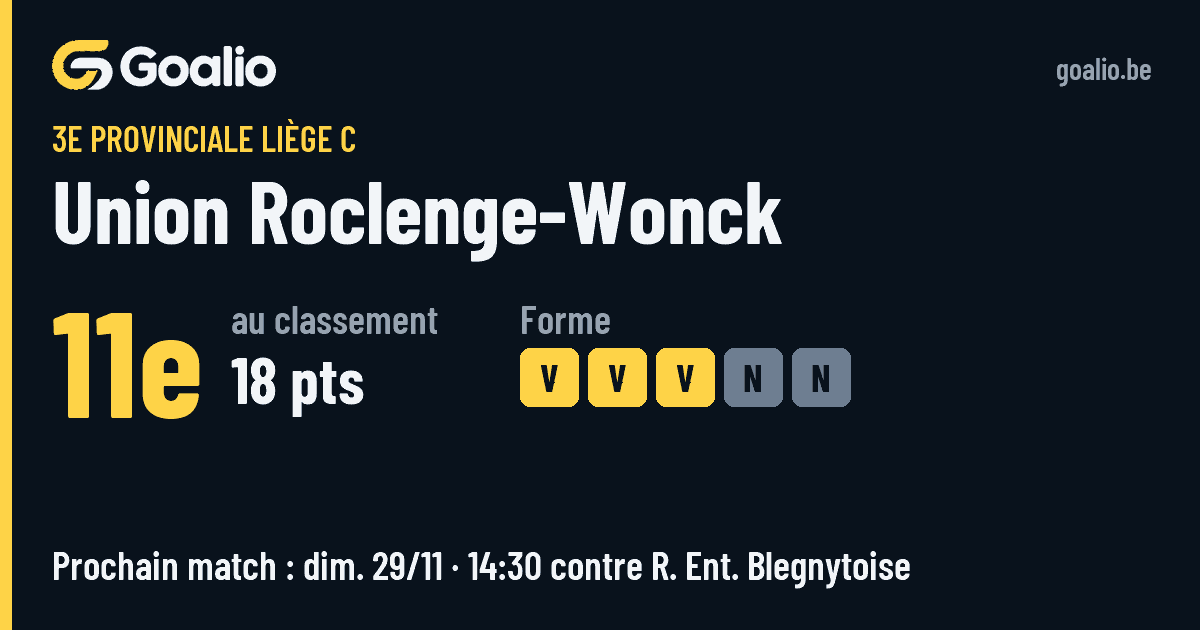 Goalio
goalio.be
3E PROVINCIALE LIÈGE C
Union Roclenge-Wonck
11e
au classement
18 pts
Forme
V V V N N
Prochain match : dim. 29/11 · 14:30 contre R. Ent. Blegnytoise